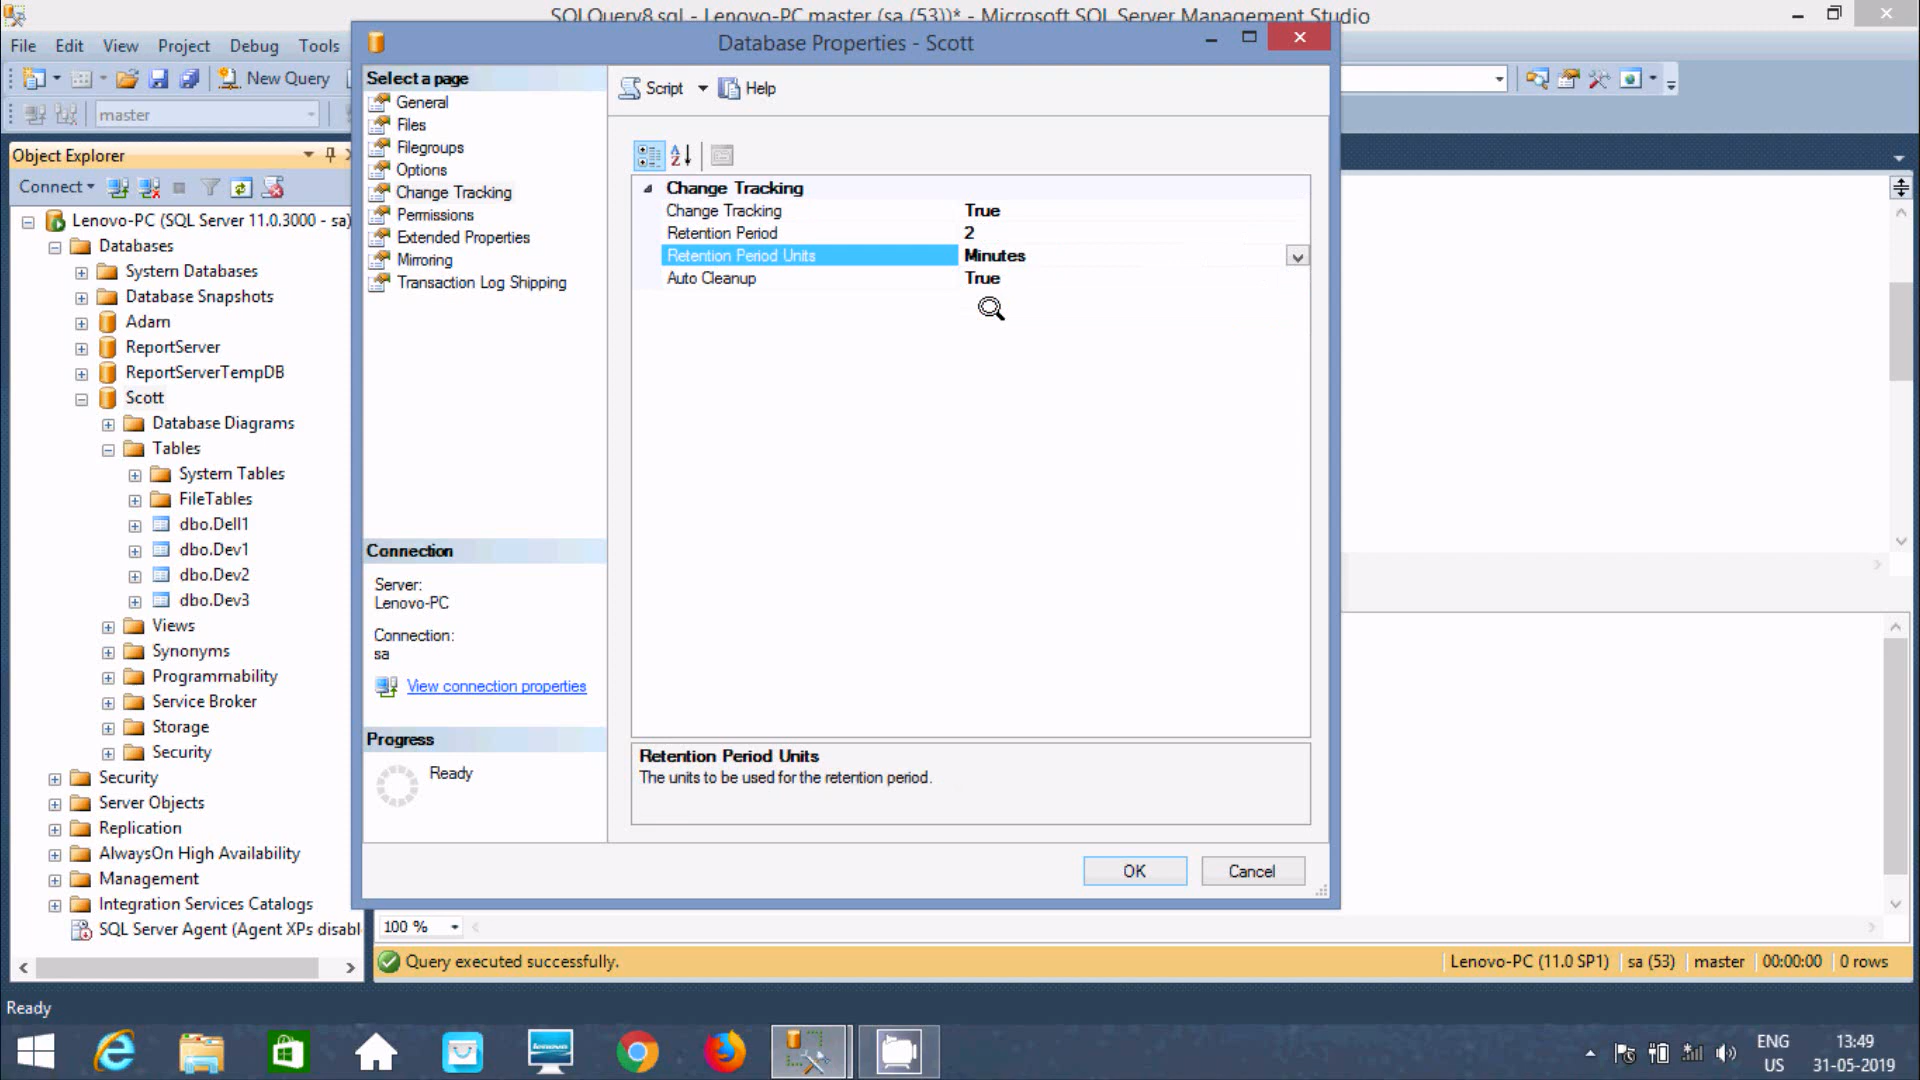 SQLQuery8.sql - Lenovo-PC.master (sa (53))* - Microsoft SQL Server Management Studio
File Edit View Project Debug Tools
New Query
master
Object Explorer
Connect
Lenovo-PC (SQL Server 11.0.3000 - sa)
Databases
System Databases
Database Snapshots
Adam
ReportServer
ReportServerTempDB
Scott
Database Diagrams
Tables
System Tables
FileTables
dbo.Dell1
dbo.Dev1
dbo.Dev2
dbo.Dev3
Views
Synonyms
Programmability
Service Broker
Storage
Security
Security
Server Objects
Replication
AlwaysOn High Availability
Management
Integration Services Catalogs
SQL Server Agent (Agent XPs disabl
Database Properties - Scott
Select a page
General
Files
Filegroups
Options
Change Tracking
Permissions
Extended Properties
Mirroring
Transaction Log Shipping
Connection
Server:
Lenovo-PC
Connection:
sa
View connection properties
Progress
Ready
Script Help
Change Tracking
Change Tracking True
Retention Period 2
Retention Period Units Minutes
Auto Cleanup True
Retention Period Units
The units to be used for the retention period.
OK Cancel
100 %
Query executed successfully. Lenovo-PC (11.0 SP1) sa (53) master 00:00:00 0 rows
Ready
ENG 13:49
US 31-05-2019